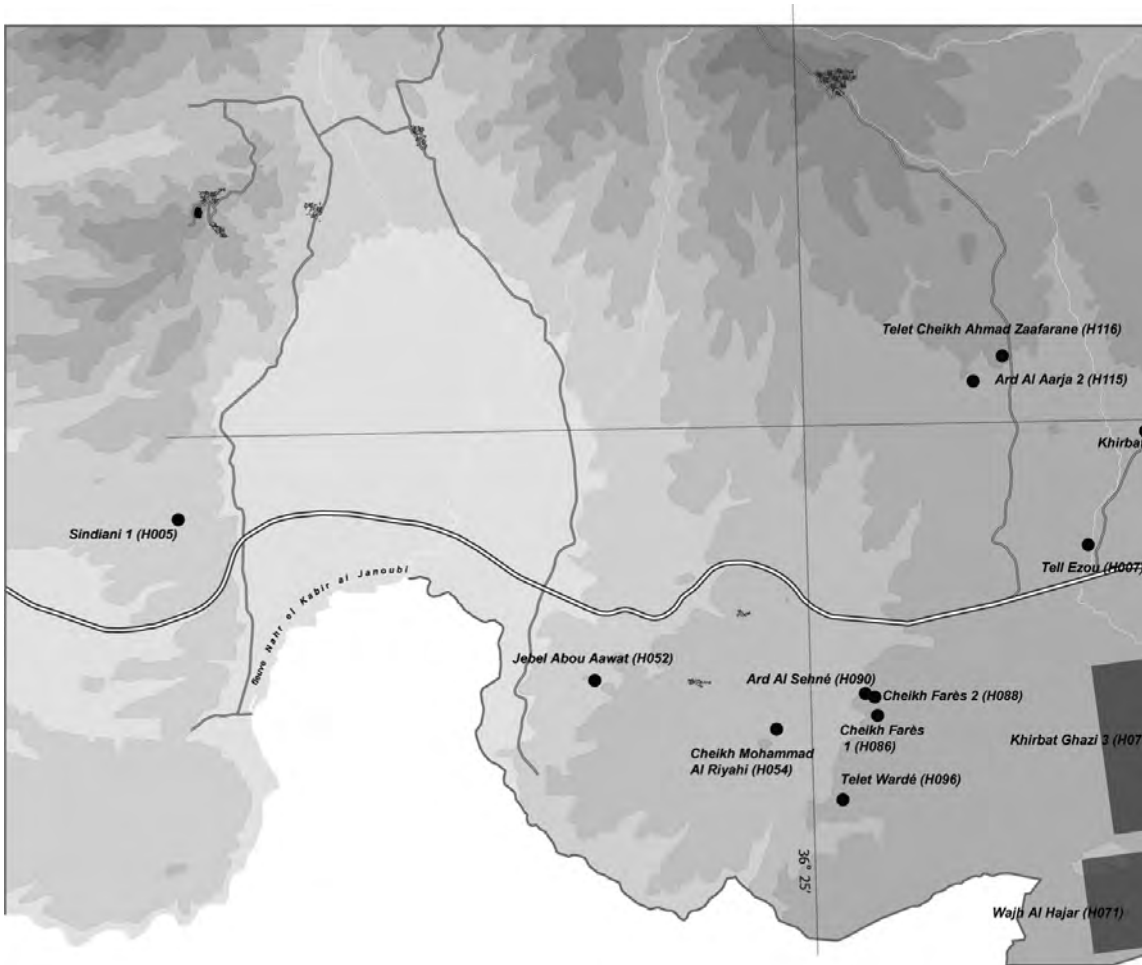 Telet Cheikh Ahmad Zaafarane (H116)
Ard Al Aarja 2 (H115)
Khirbat
Sindiani 1 (H005)
Tell Ezou (H007)
fleuve Nahr el Kabir al Janoubi
Jebel Abou Aawat (H052)
Ard Al Sehné (H090)
Cheikh Farès 2 (H088)
Cheikh Farès
1 (H086)
Khirbat Ghazi 3 (H07
Cheikh Mohammad
Al Riyahi (H054)
Telet Wardé (H096)
36° 25'
Wajh Al Hajar (H071)